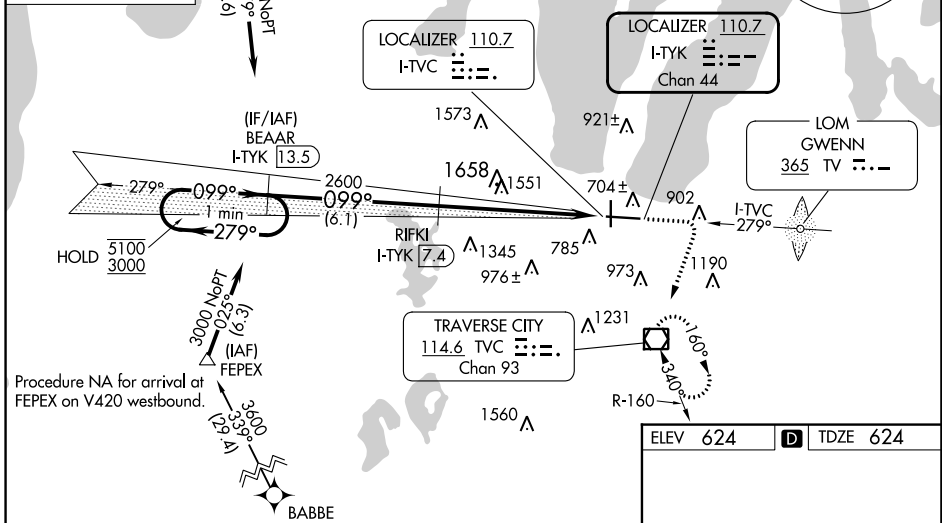 NoPT
LOCALIZER 110.7
I-TVC
LOCALIZER 110.7
I-TYK
Chan 44
(IF/IAF)
BEAAR
I-TYK 13.5
1573
921±
LOM
GWENN
365 TV
1658
1551
704±
902
279°
099°
2600
099°
(6.1)
1 min
279°
I-TVC
279°
HOLD 5100
3000
RIFKI
I-TYK 7.4
1345
785
976±
973
1190
3000 NoPT
025°
(6.3)
(IAF)
FEPEX
TRAVERSE CITY
114.6 TVC
Chan 93
1231
160°
340°
R-160
Procedure NA for arrival at
FEPEX on V420 westbound.
3600
339°
(29.4)
1560
BABBE
ELEV 624 D TDZE 624